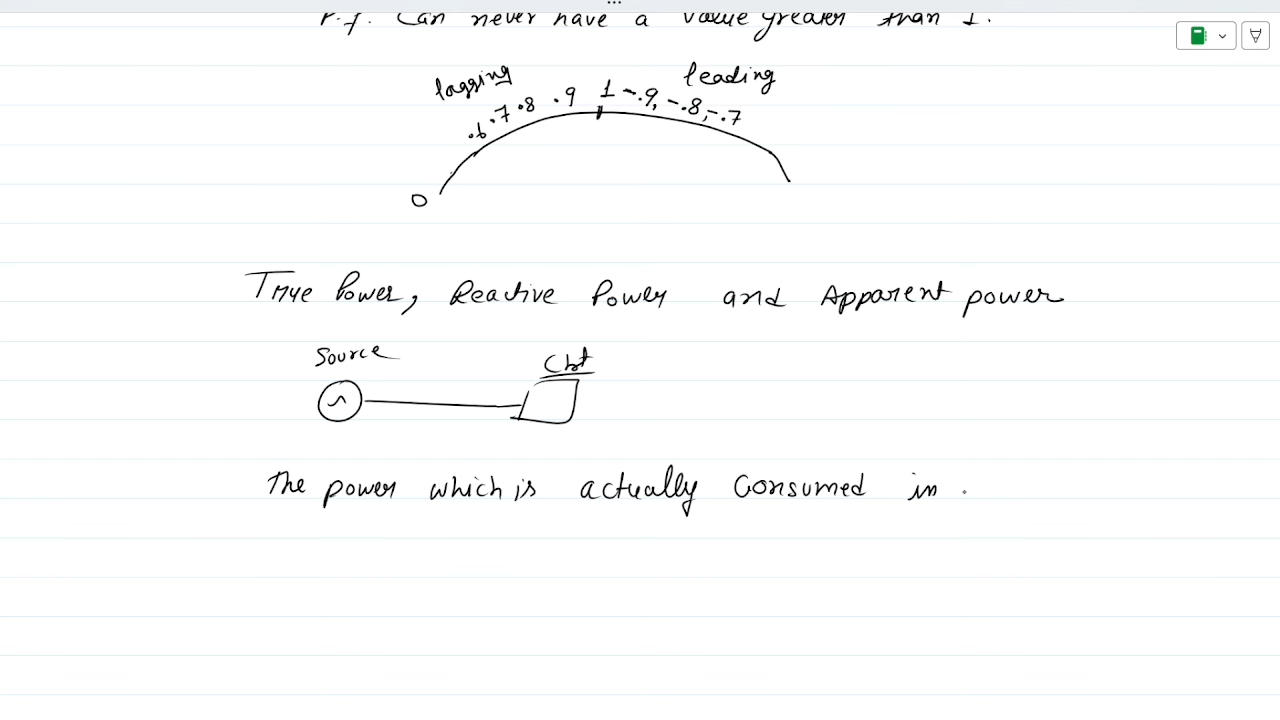 P.f. Can never have a value greater than 1.
lagging leading
.6 .7 .8 .9 1 -.9, -.8, -.7
0
True Power, Reactive Power and Apparent power
Source Ckt
The power which is actually Consumed in .